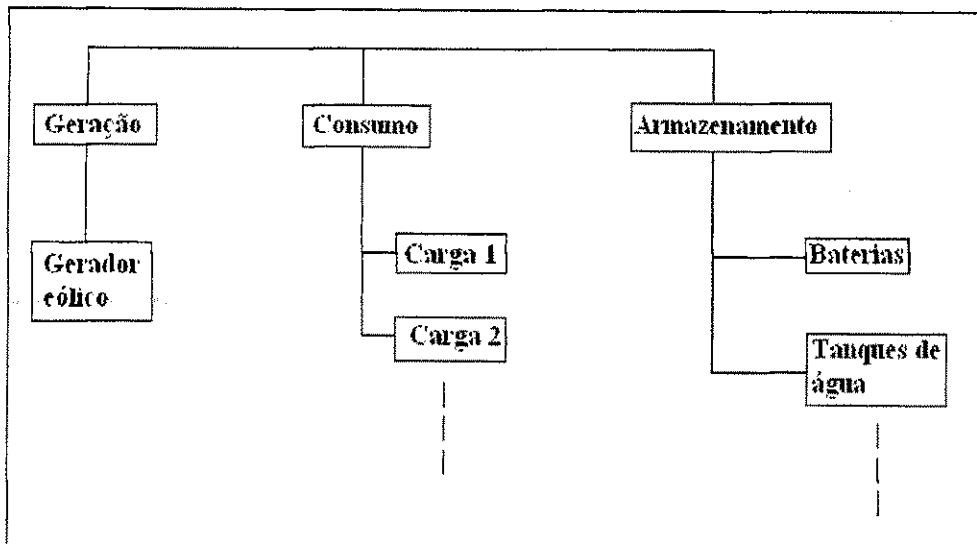 Geração
Consumo
Armazenamento
Gerador
eólico
Carga 1
Carga 2
Baterias
Tanques de
água